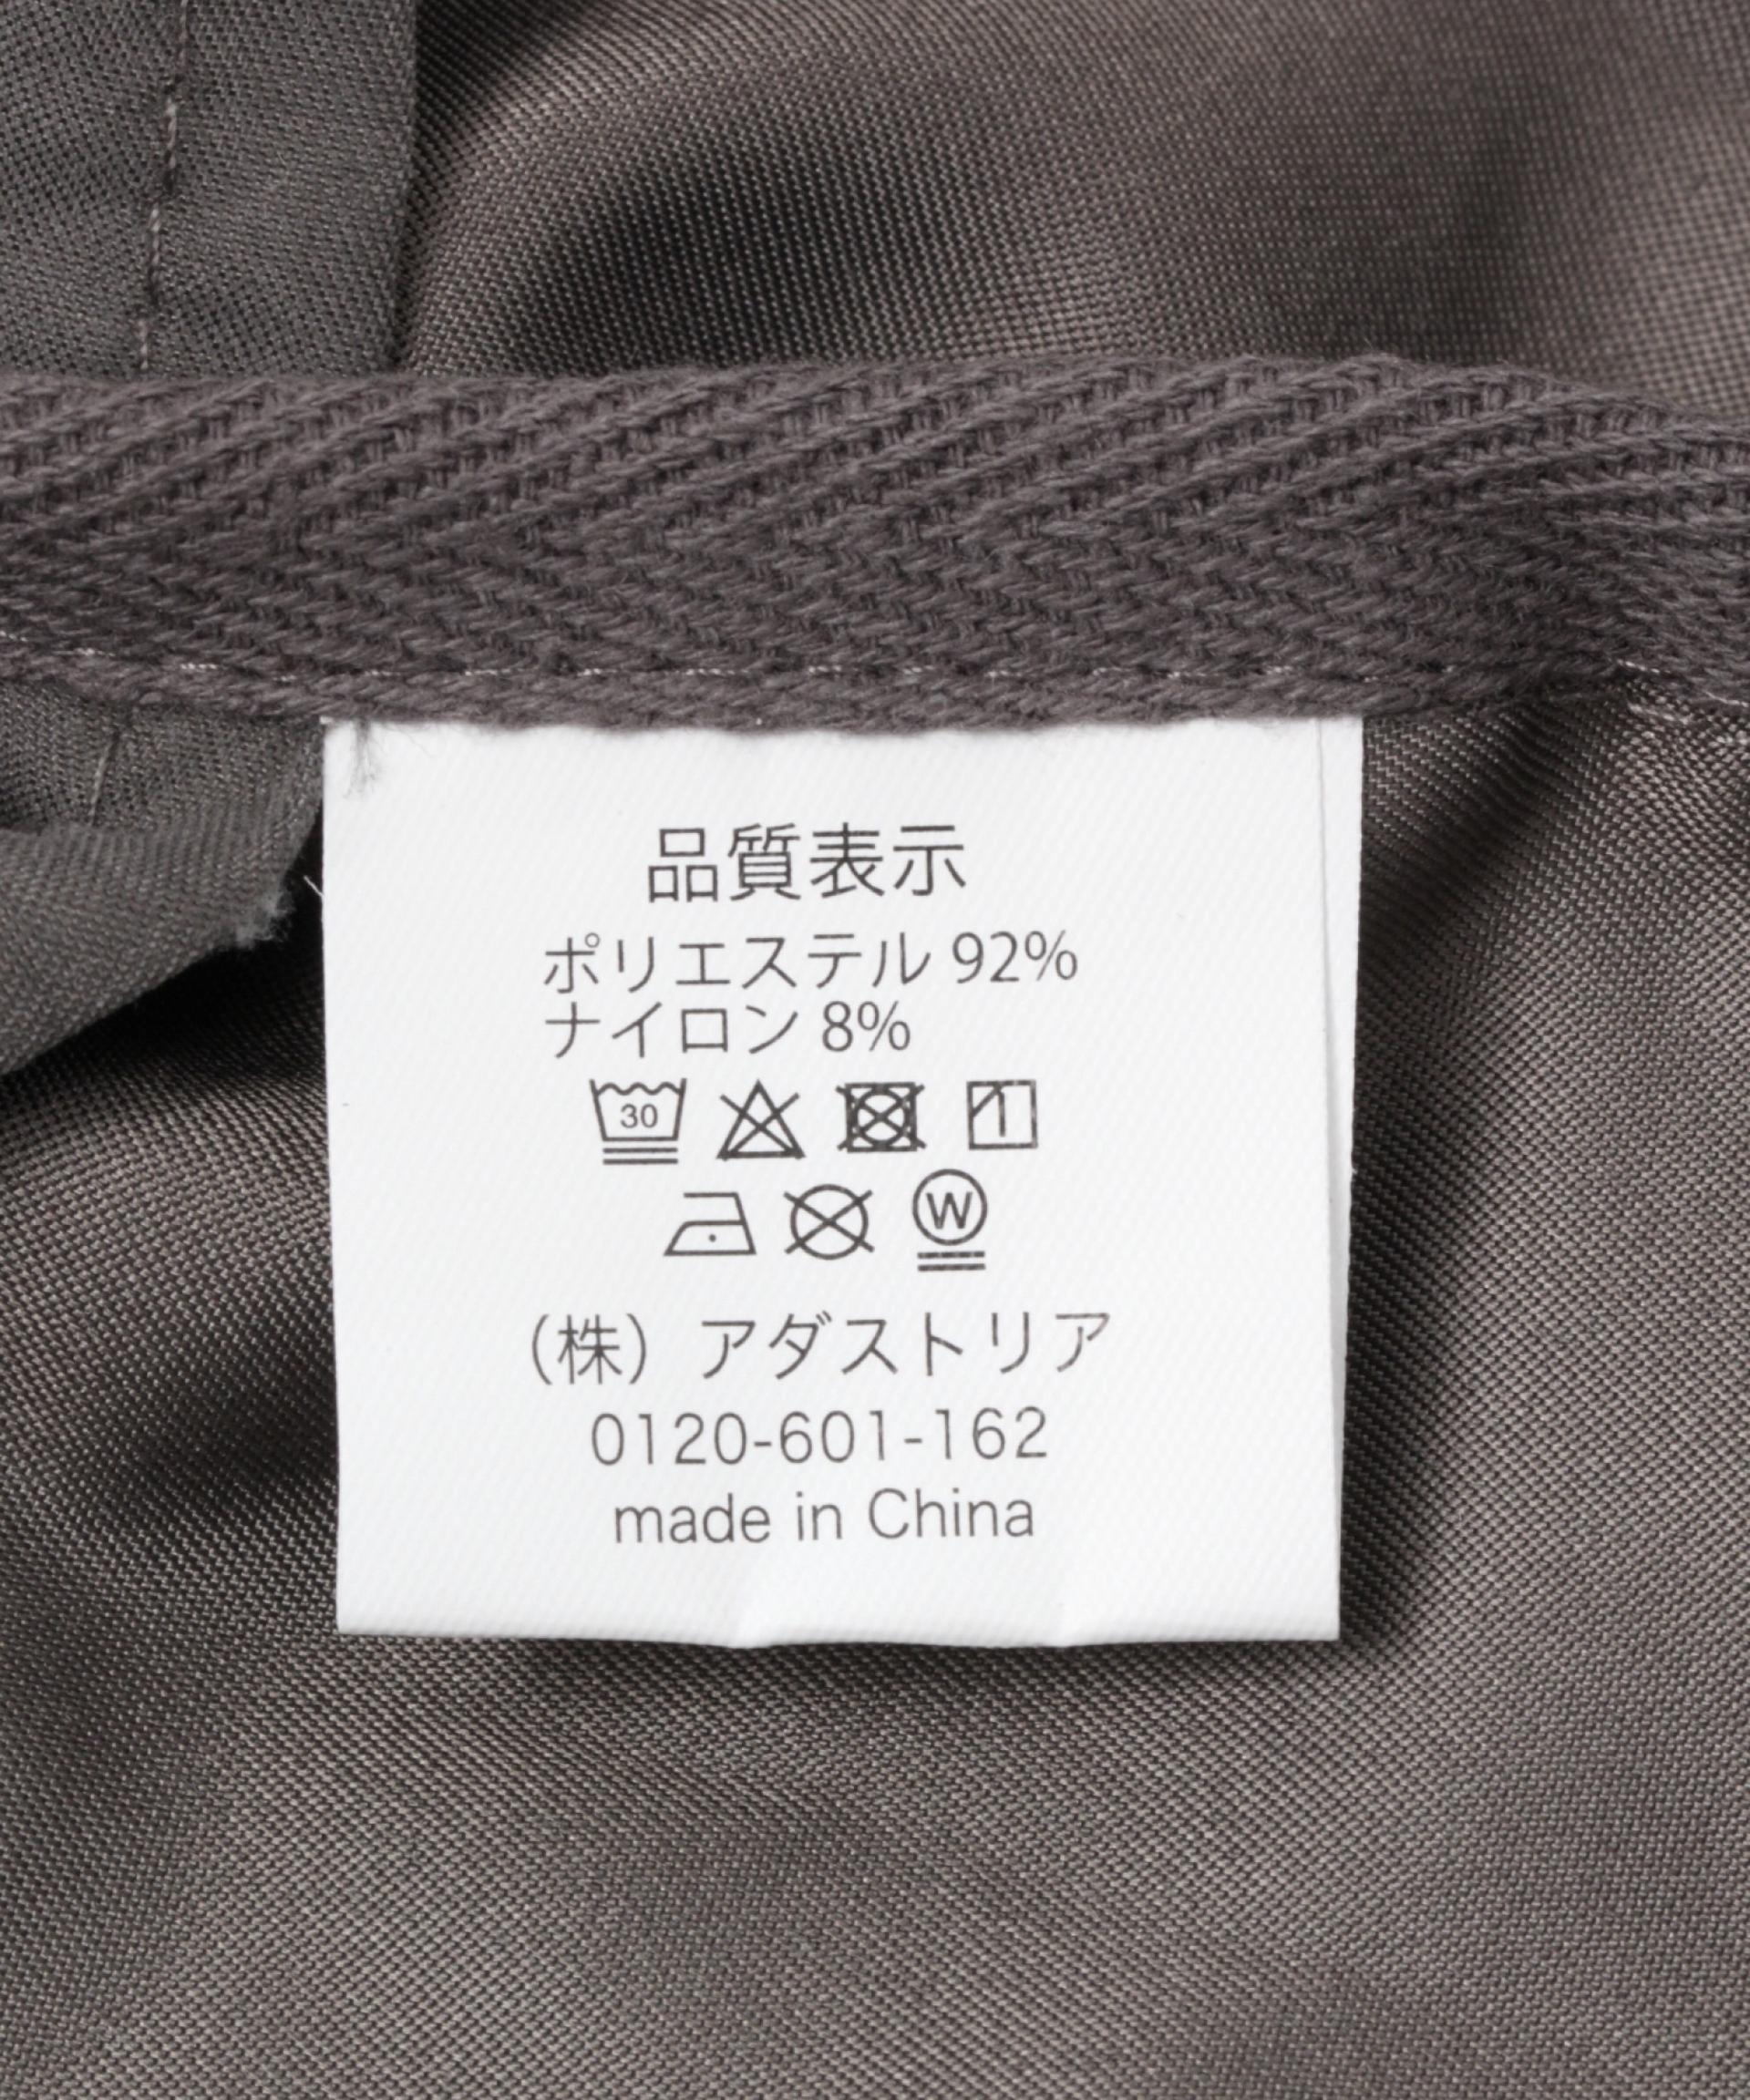 品質表示
ポリエステル 92%
ナイロン 8%
30
W
(株) アダストリア
0120-601-162
made in China